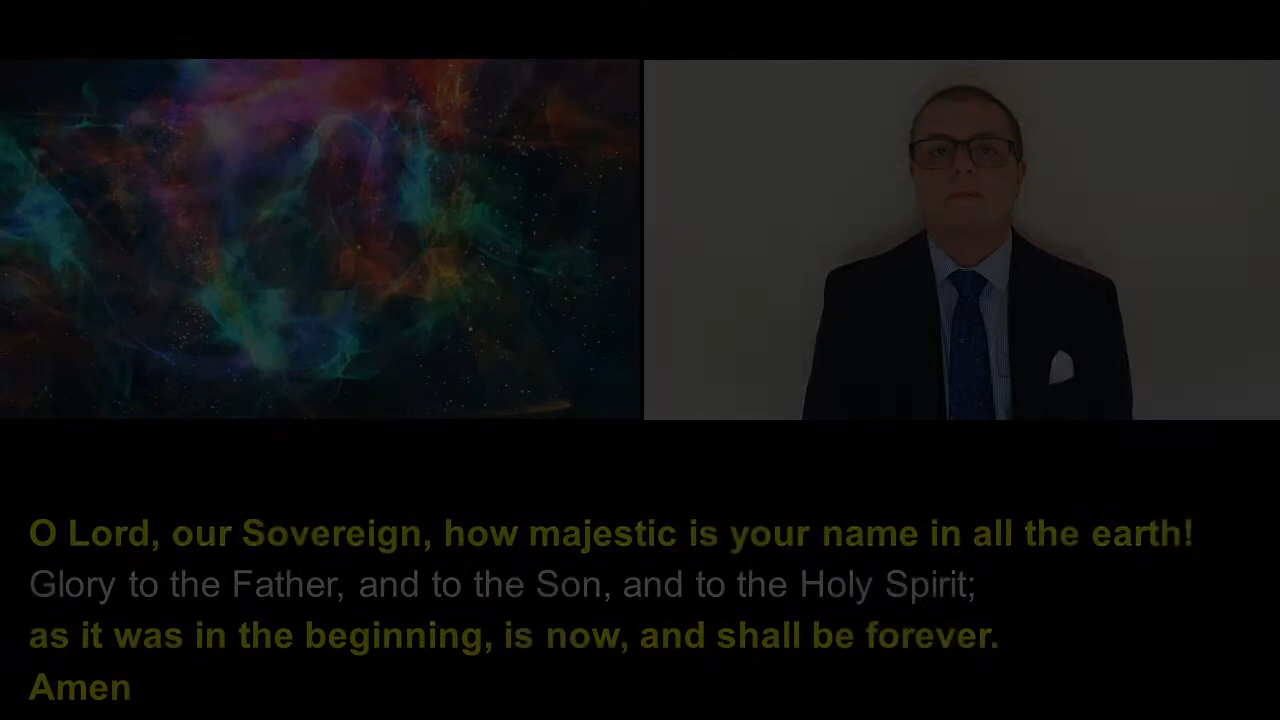 O Lord, our Sovereign, how majestic is your name in all the earth!
Glory to the Father, and to the Son, and to the Holy Spirit;
as it was in the beginning, is now, and shall be forever.
Amen